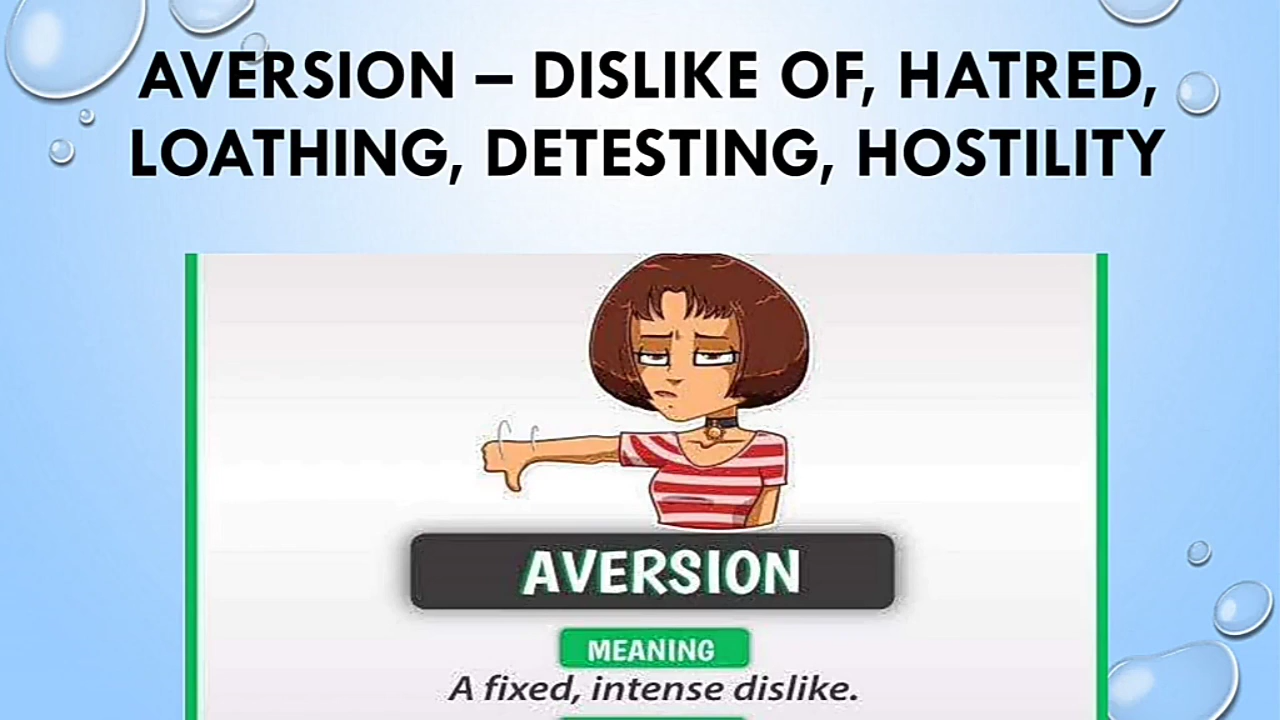 AVERSION – DISLIKE OF, HATRED,
LOATHING, DETESTING, HOSTILITY
AVERSION
MEANING
A fixed, intense dislike.